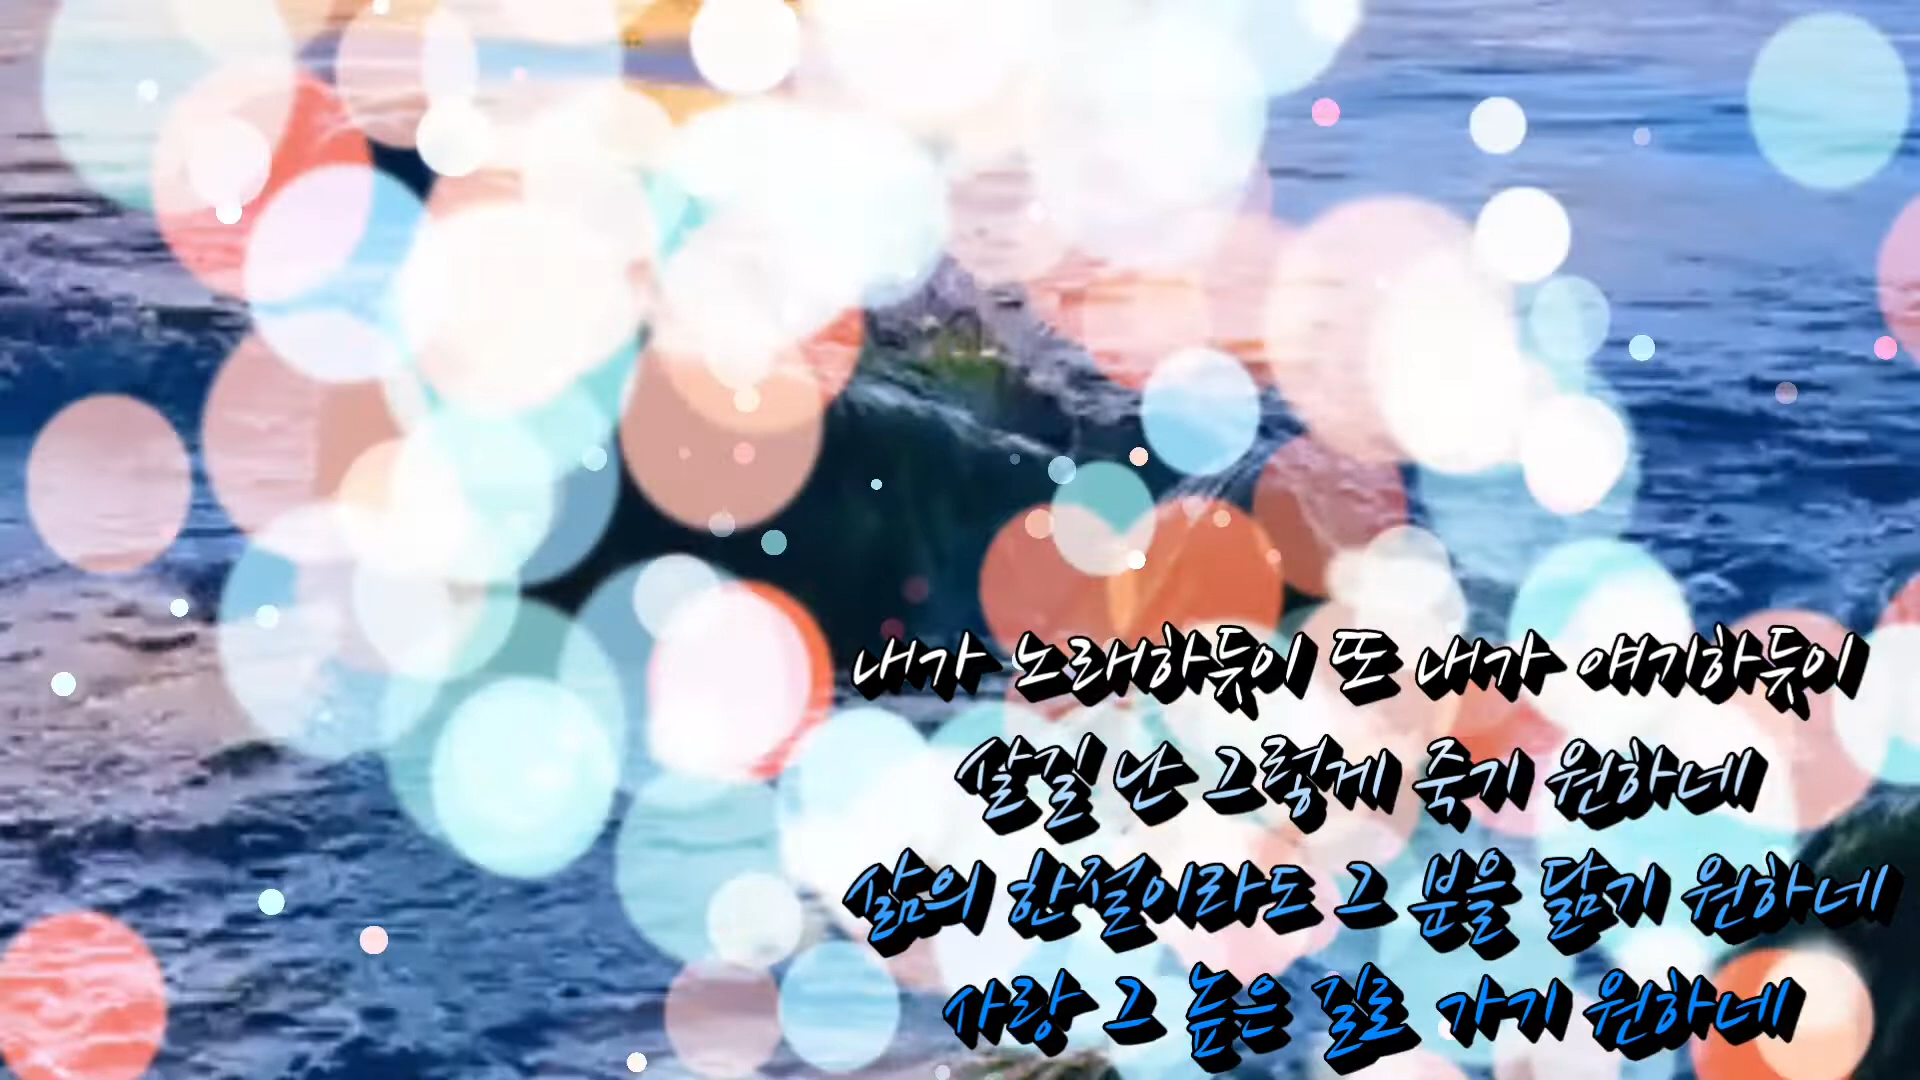 내가 노래하듯이 또 내가 얘기하듯이
살길 난 그렇게 죽기 원하네
삶의 한절이라도 그 분을 닮기 원하네
사랑 그 높은 길로 가기 원하네